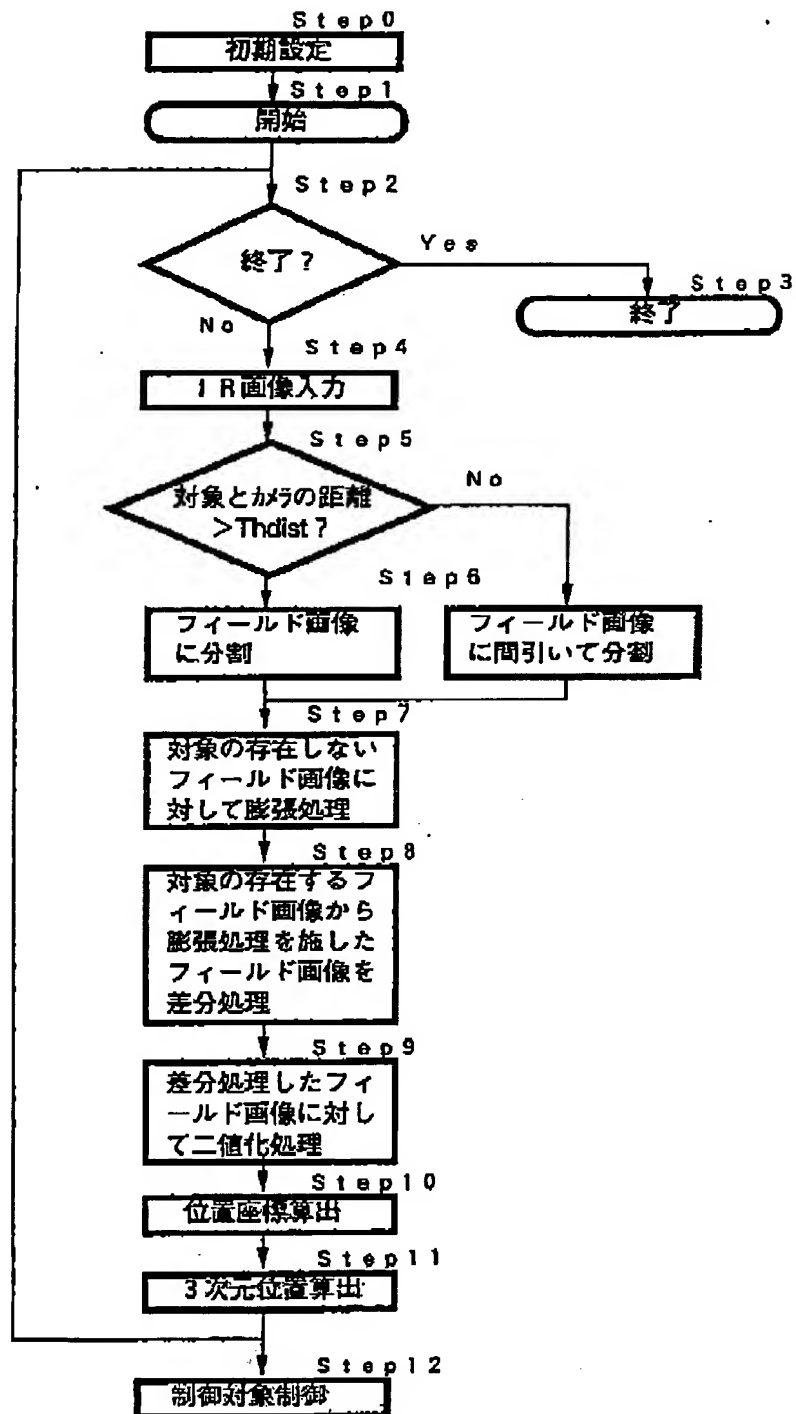 Step0
初期設定
Step1
開始
Step2
終了?
Yes
Step3
終了
No
Step4
IR画像入力
Step5
対象とカメラの距離
>Thdist?
No
Step6
フィールド画像
に分割
フィールド画像
に間引いて分割
Step7
対象の存在しない
フィールド画像に
対して膨張処理
Step8
対象の存在するフ
ィールド画像から
膨張処理を施した
フィールド画像を
差分処理
Step9
差分処理したフィ
ールド画像に対し
て二値化処理
Step10
位置座標算出
Step11
3次元位置算出
Step12
制御対象制御